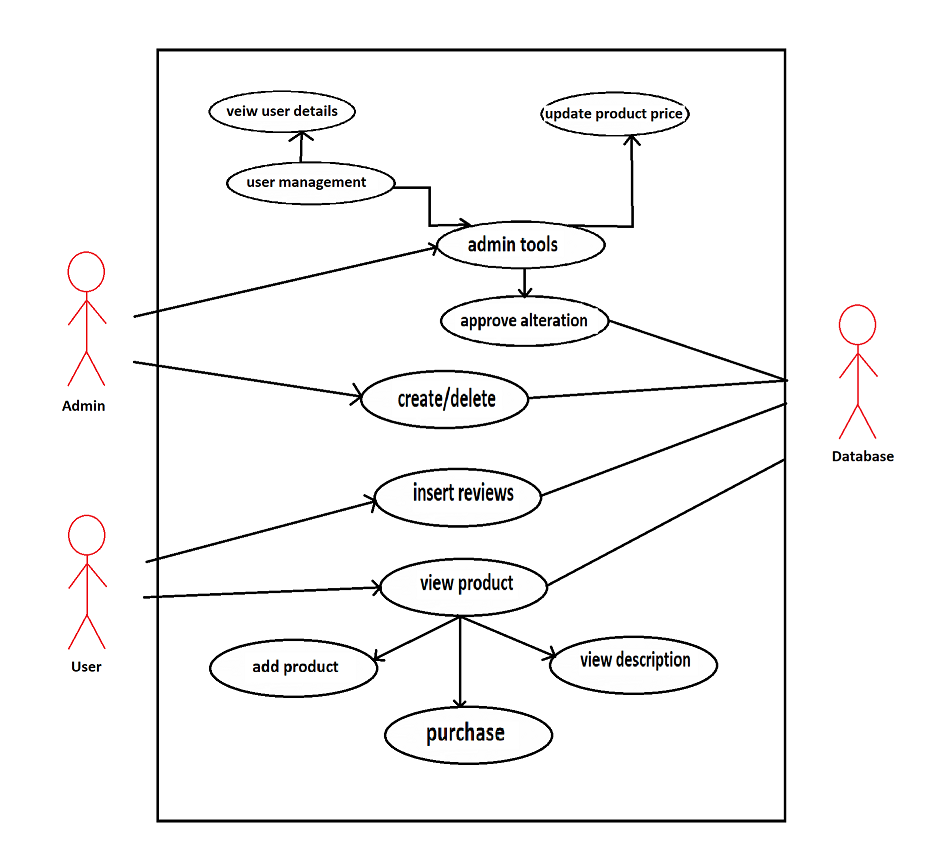 veiw user details
update product price
user management
admin tools
approve alteration
Admin
create/delete
Database
insert reviews
view product
User
add product
view description
purchase